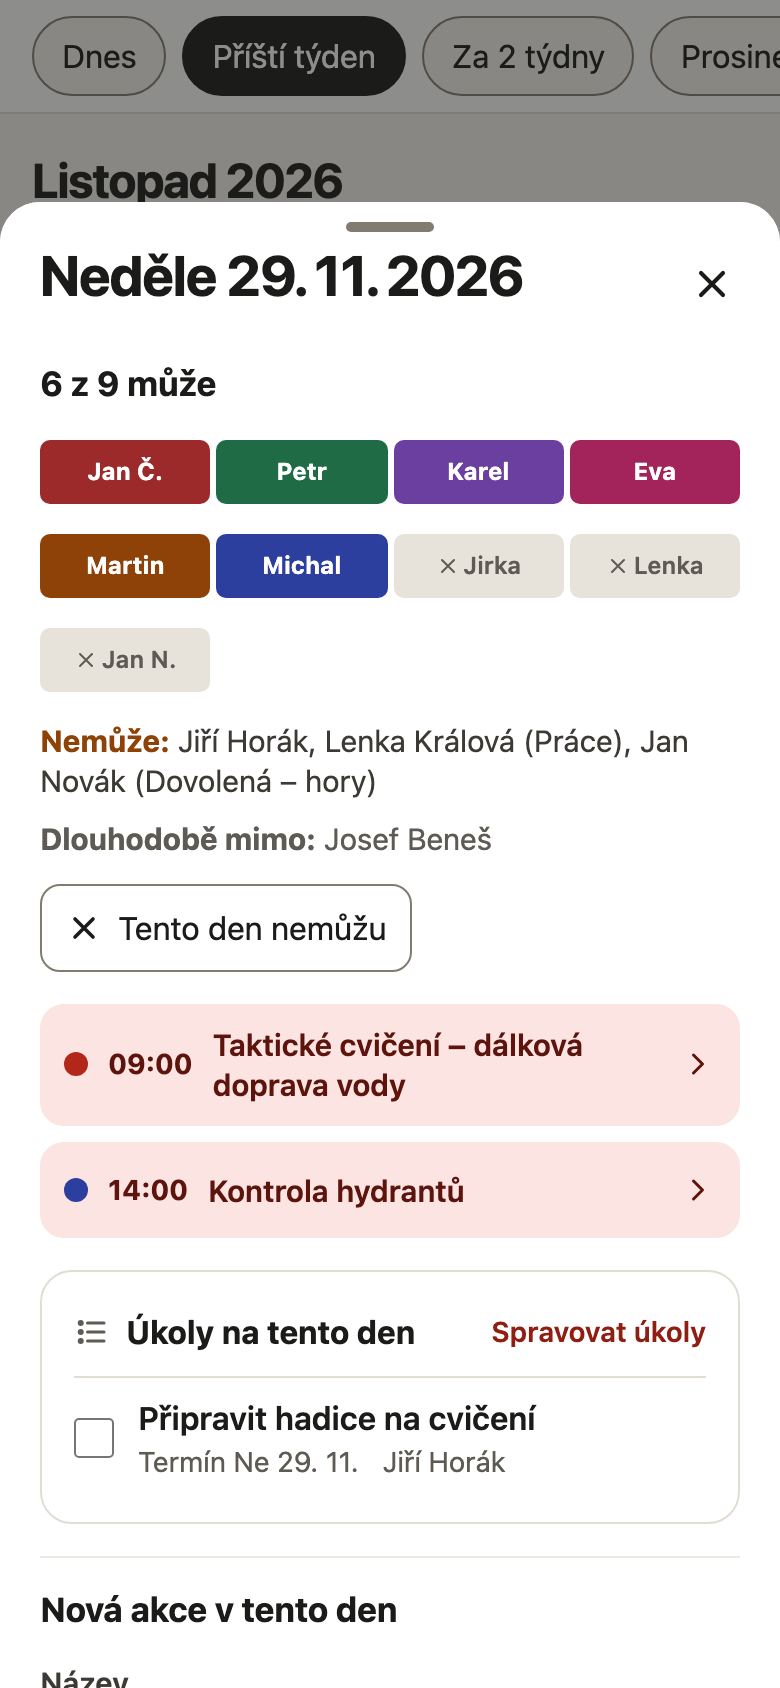 Dnes
Příští týden
Za 2 týdny
Listopad 2026
Neděle 29. 11. 2026
6 z 9 může
Jan Č.
Petr
Karel
Eva
Martin
Michal
× Jirka
× Lenka
× Jan N.
Nemůže: Jiří Horák, Lenka Králová (Práce), Jan
Novák (Dovolená – hory)
Dlouhodobě mimo: Josef Beneš
Tento den nemůžu
09:00
Taktické cvičení – dálková
doprava vody
14:00 Kontrola hydrantů
Úkoly na tento den
Spravovat úkoly
Připravit hadice na cvičení
Termín Ne 29. 11. Jiří Horák
Nová akce v tento den
Název